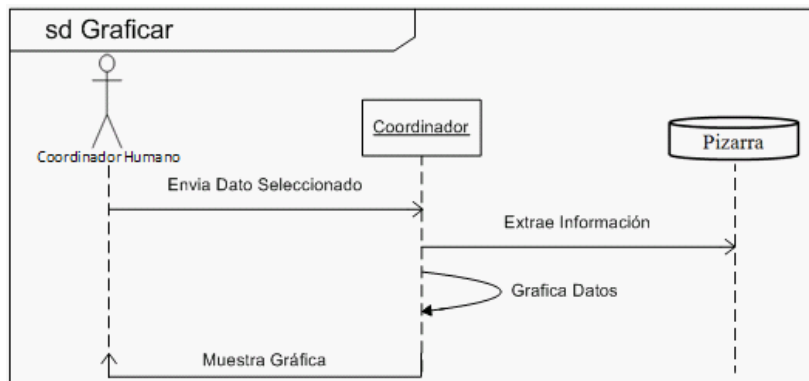 sd Graficar
Coordinador Humano
Coordinador
Pizarra
Envia Dato Seleccionado
Extrae Información
Grafica Datos
Muestra Gráfica